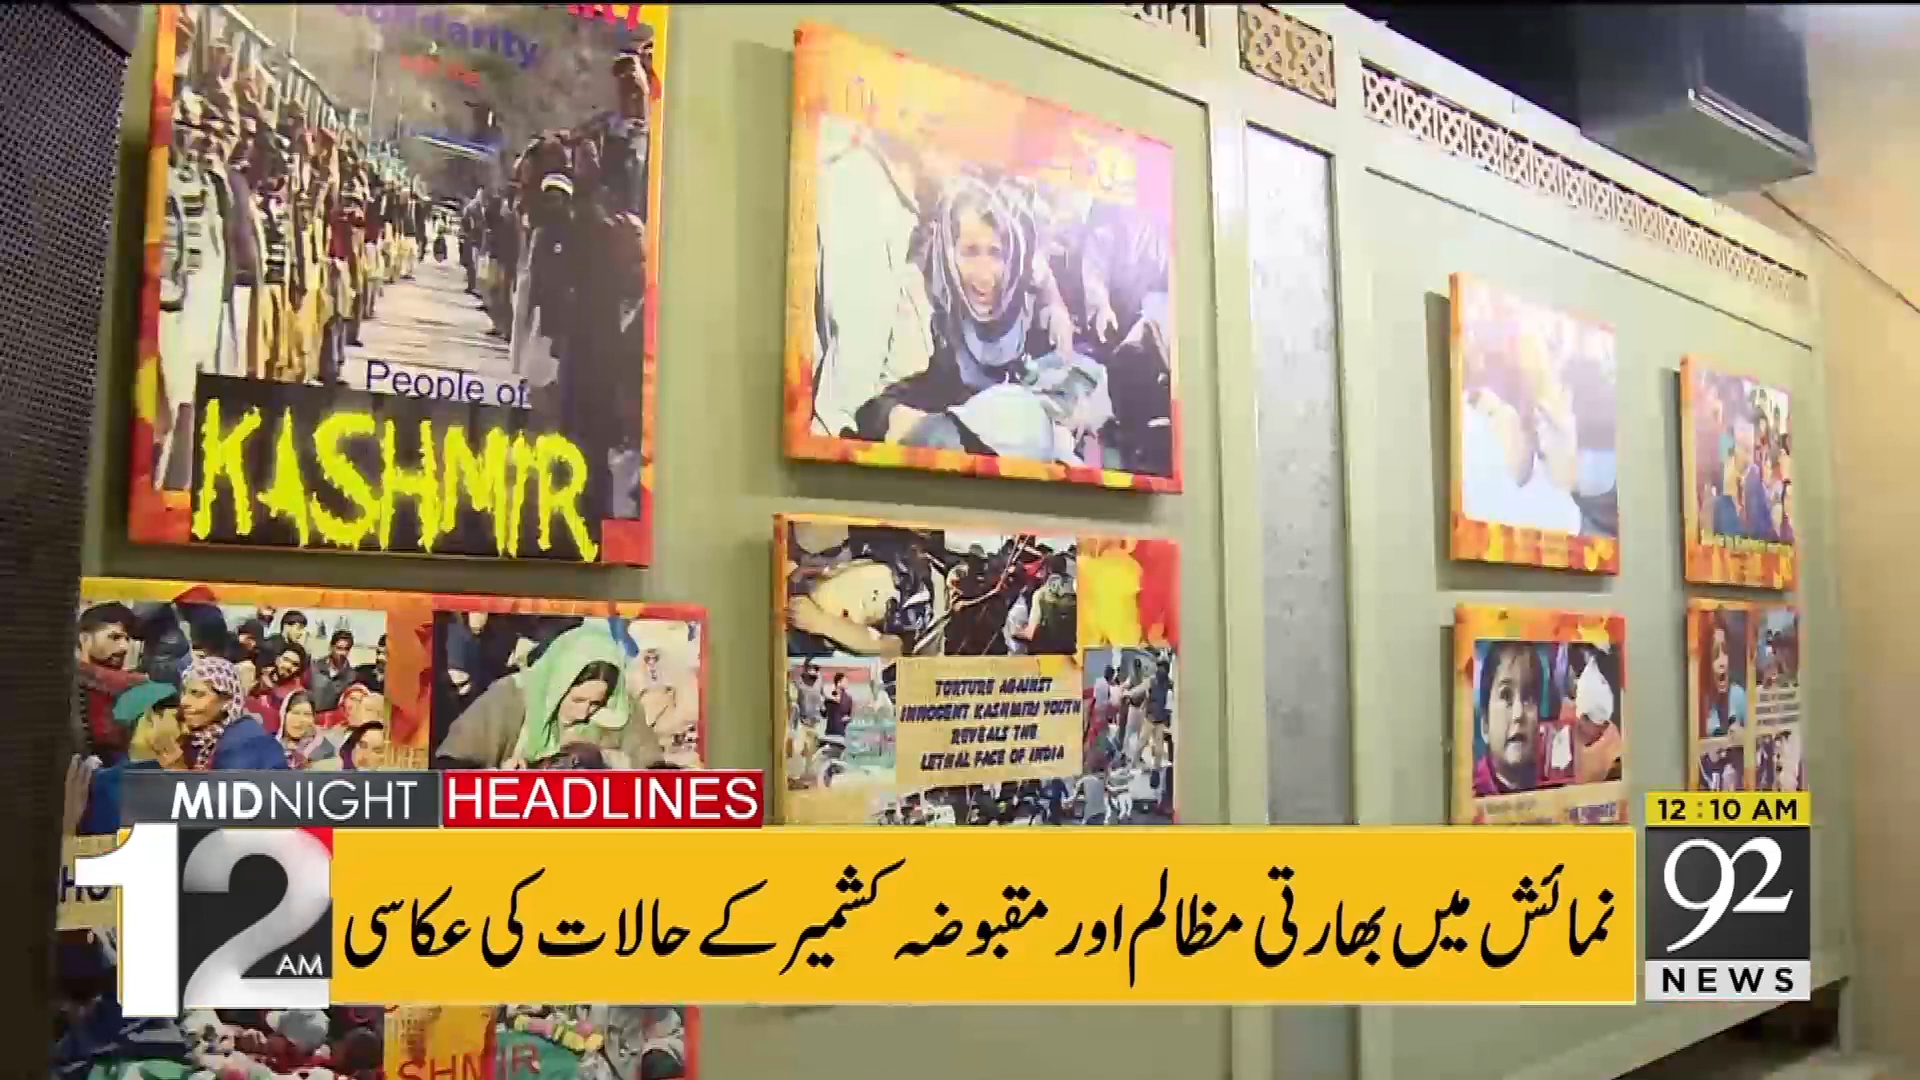 Solidarity
People of
KASHMIR
TORTURE AGAINST
INNOCENT KASHMIRI YOUTH
REVEALS THE
LETHAL FACE OF INDIA
MIDNIGHT HEADLINES
12 AM
نمائش میں بھارتی مظالم اور مقبوضہ کشمیر کے حالات کی عکاسی
12:10 AM
92
NEWS